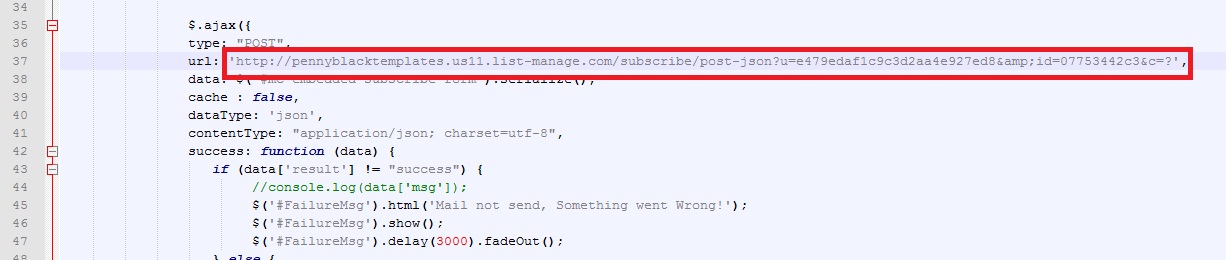 34
35 $.ajax({
36 type: "POST",
37 url: 'http://pennyblacktemplates.us11.list-manage.com/subscribe/post-json?u=e479edaf1c9c3d2aa4e927ed8&amp;id=07753442c3&c=?',
38 data: $('#mc-embedded-subscribe-form').serialize(),
39 cache : false,
40 dataType: 'json',
41 contentType: "application/json; charset=utf-8",
42 success: function (data) {
43 if (data['result'] != "success") {
44 //console.log(data['msg']);
45 $('#FailureMsg').html('Mail not send, Something went Wrong!');
46 $('#FailureMsg').show();
47 $('#FailureMsg').delay(3000).fadeOut();
48 } else {